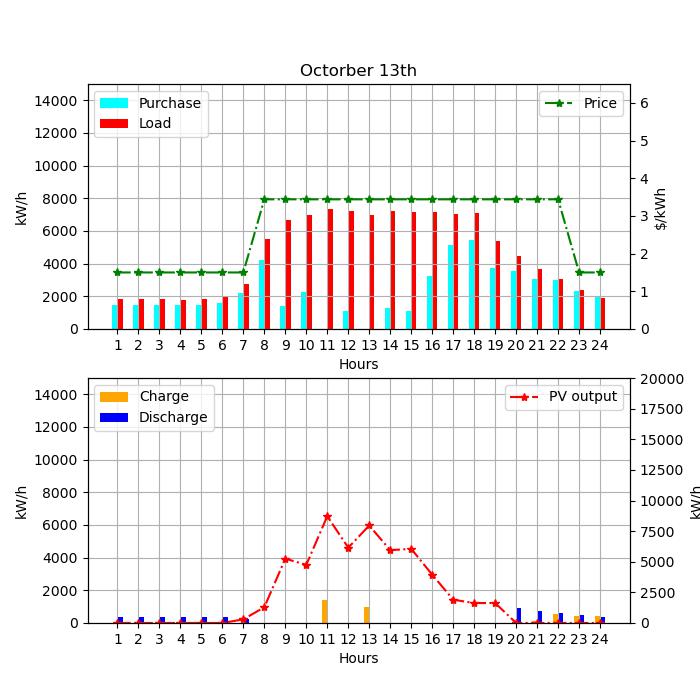 Octorber 13th
Purchase
Load
Price
14000
12000
10000
8000
6000
4000
2000
0
kW/h
6
5
4
3
2
1
0
$/kWh
1 2 3 4 5 6 7 8 9 10 11 12 13 14 15 16 17 18 19 20 21 22 23 24
Hours
Charge
Discharge
PV output
14000
12000
10000
8000
6000
4000
2000
0
kW/h
20000
17500
15000
12500
10000
7500
5000
2500
0
kW/h
1 2 3 4 5 6 7 8 9 10 11 12 13 14 15 16 17 18 19 20 21 22 23 24
Hours